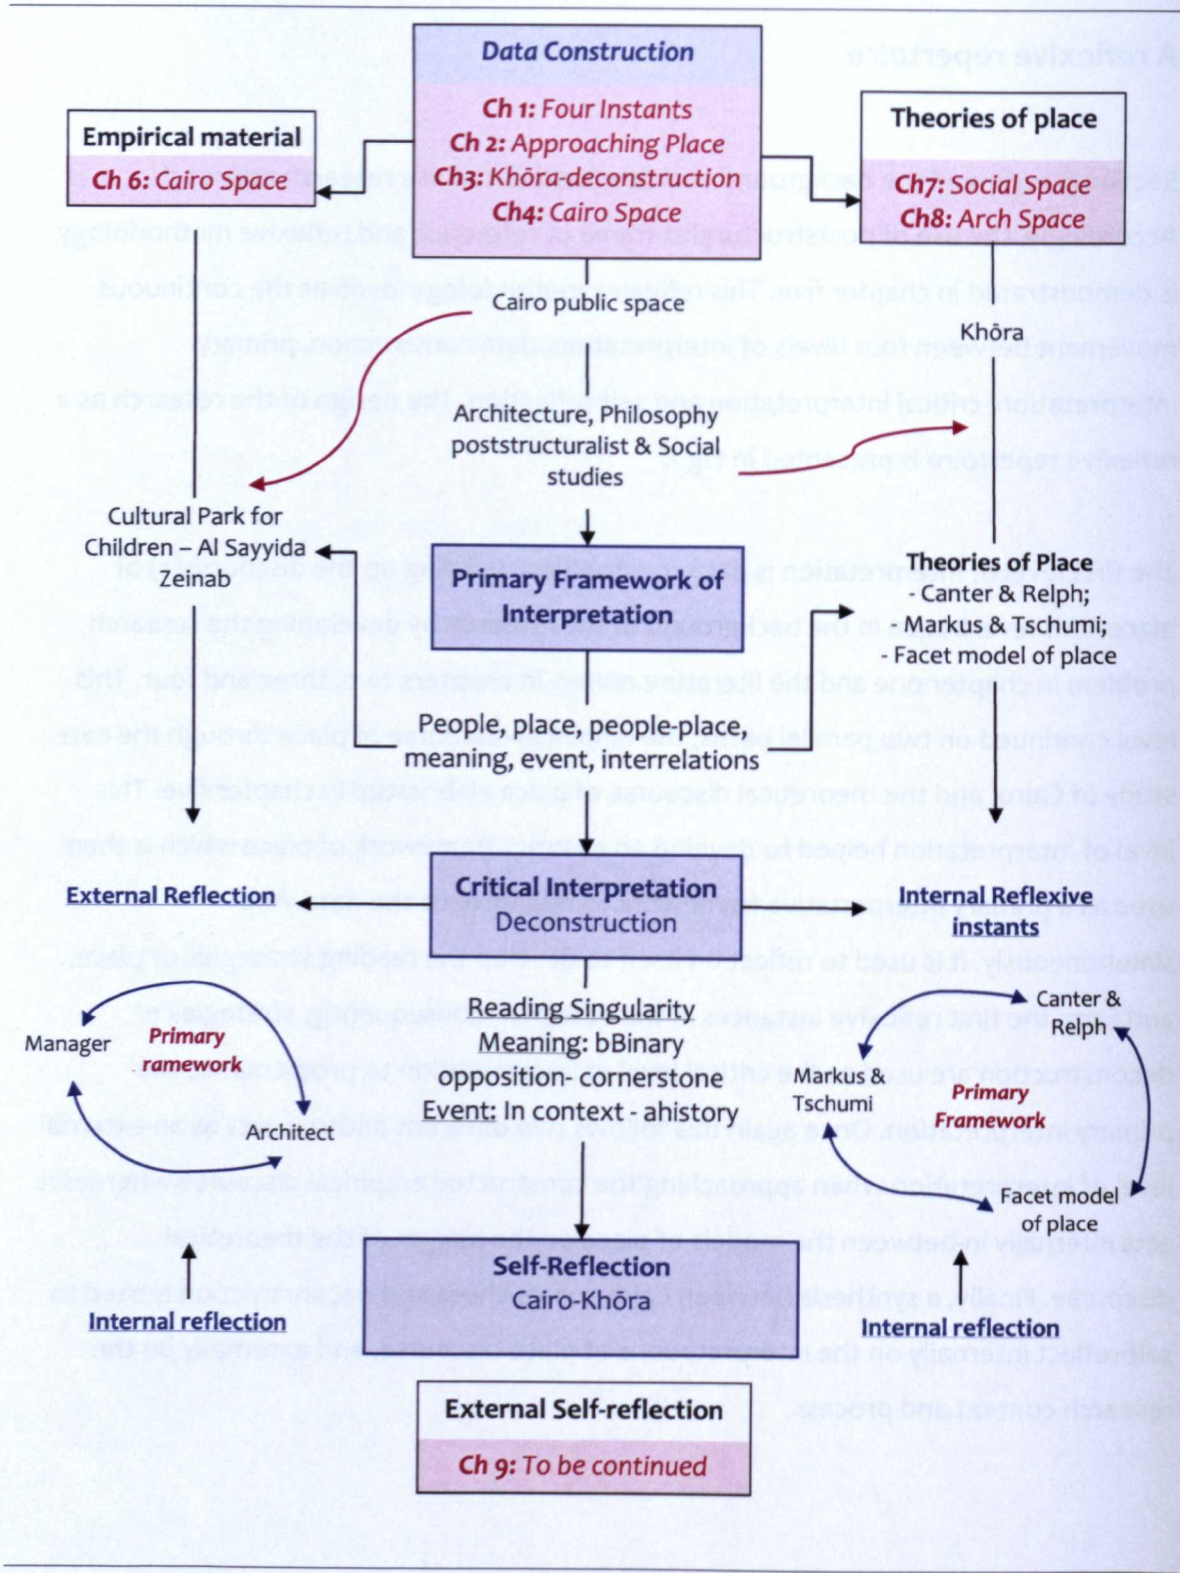 Data Construction
Ch 1: Four Instants
Ch 2: Approaching Place
Ch3: Khōra-deconstruction
Ch4: Cairo Space
Empirical material
Ch 6: Cairo Space
Theories of place
Ch7: Social Space
Ch8: Arch Space
Cairo public space
Khōra
Architecture, Philosophy
poststructuralist & Social
studies
Cultural Park for
Children – Al Sayyida
Zeinab
Primary Framework of
Interpretation
Theories of Place
- Canter & Relph;
- Markus & Tschumi;
- Facet model of place
People, place, people-place,
meaning, event, interrelations
External Reflection
Critical Interpretation
Deconstruction
Internal Reflexive
instants
Reading Singularity
Meaning: bBinary
opposition- cornerstone
Event: In context - ahistory
Manager
Primary
ramework
Architect
Canter &
Relph
Markus &
Tschumi
Primary
Framework
Facet model
of place
Internal reflection
Self-Reflection
Cairo-Khōra
Internal reflection
External Self-reflection
Ch 9: To be continued